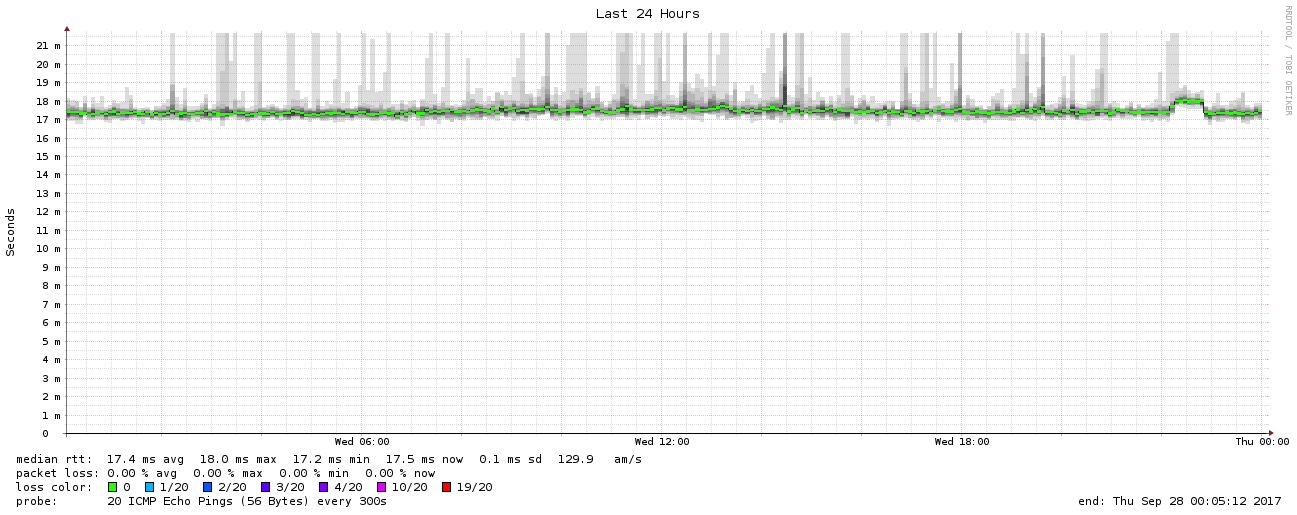 Last 24 Hours
RRDTOOL / TOBI OETIKER
Seconds
21 m
20 m
19 m
18 m
17 m
16 m
15 m
14 m
13 m
12 m
11 m
10 m
9 m
8 m
7 m
6 m
5 m
4 m
3 m
2 m
1 m
0
Wed 06:00 Wed 12:00 Wed 18:00 Thu 00:00
median rtt: 17.4 ms avg 18.0 ms max 17.2 ms min 17.5 ms now 0.1 ms sd 129.9 am/s
packet loss: 0.00 % avg 0.00 % max 0.00 % min 0.00 % now
loss color: 0 1/20 2/20 3/20 4/20 10/20 19/20
probe: 20 ICMP Echo Pings (56 Bytes) every 300s end: Thu Sep 28 00:05:12 2017